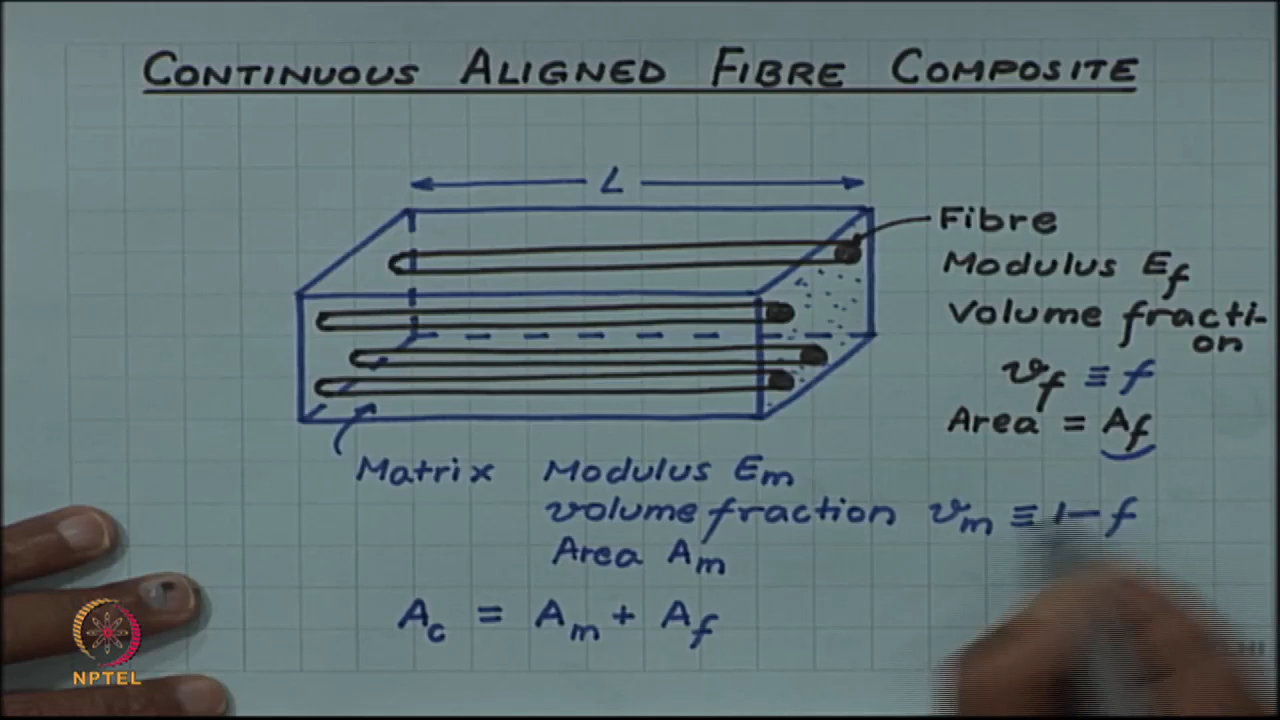 CONTINUOUS ALIGNED FIBRE COMPOSITE
L
Fibre
Modulus Ef
Volume fracti-
on
vf ≡ f
Area = Af
Matrix Modulus Em
volume fraction vm ≡ 1-f
Area Am
Ac = Am + Af
NPTEL